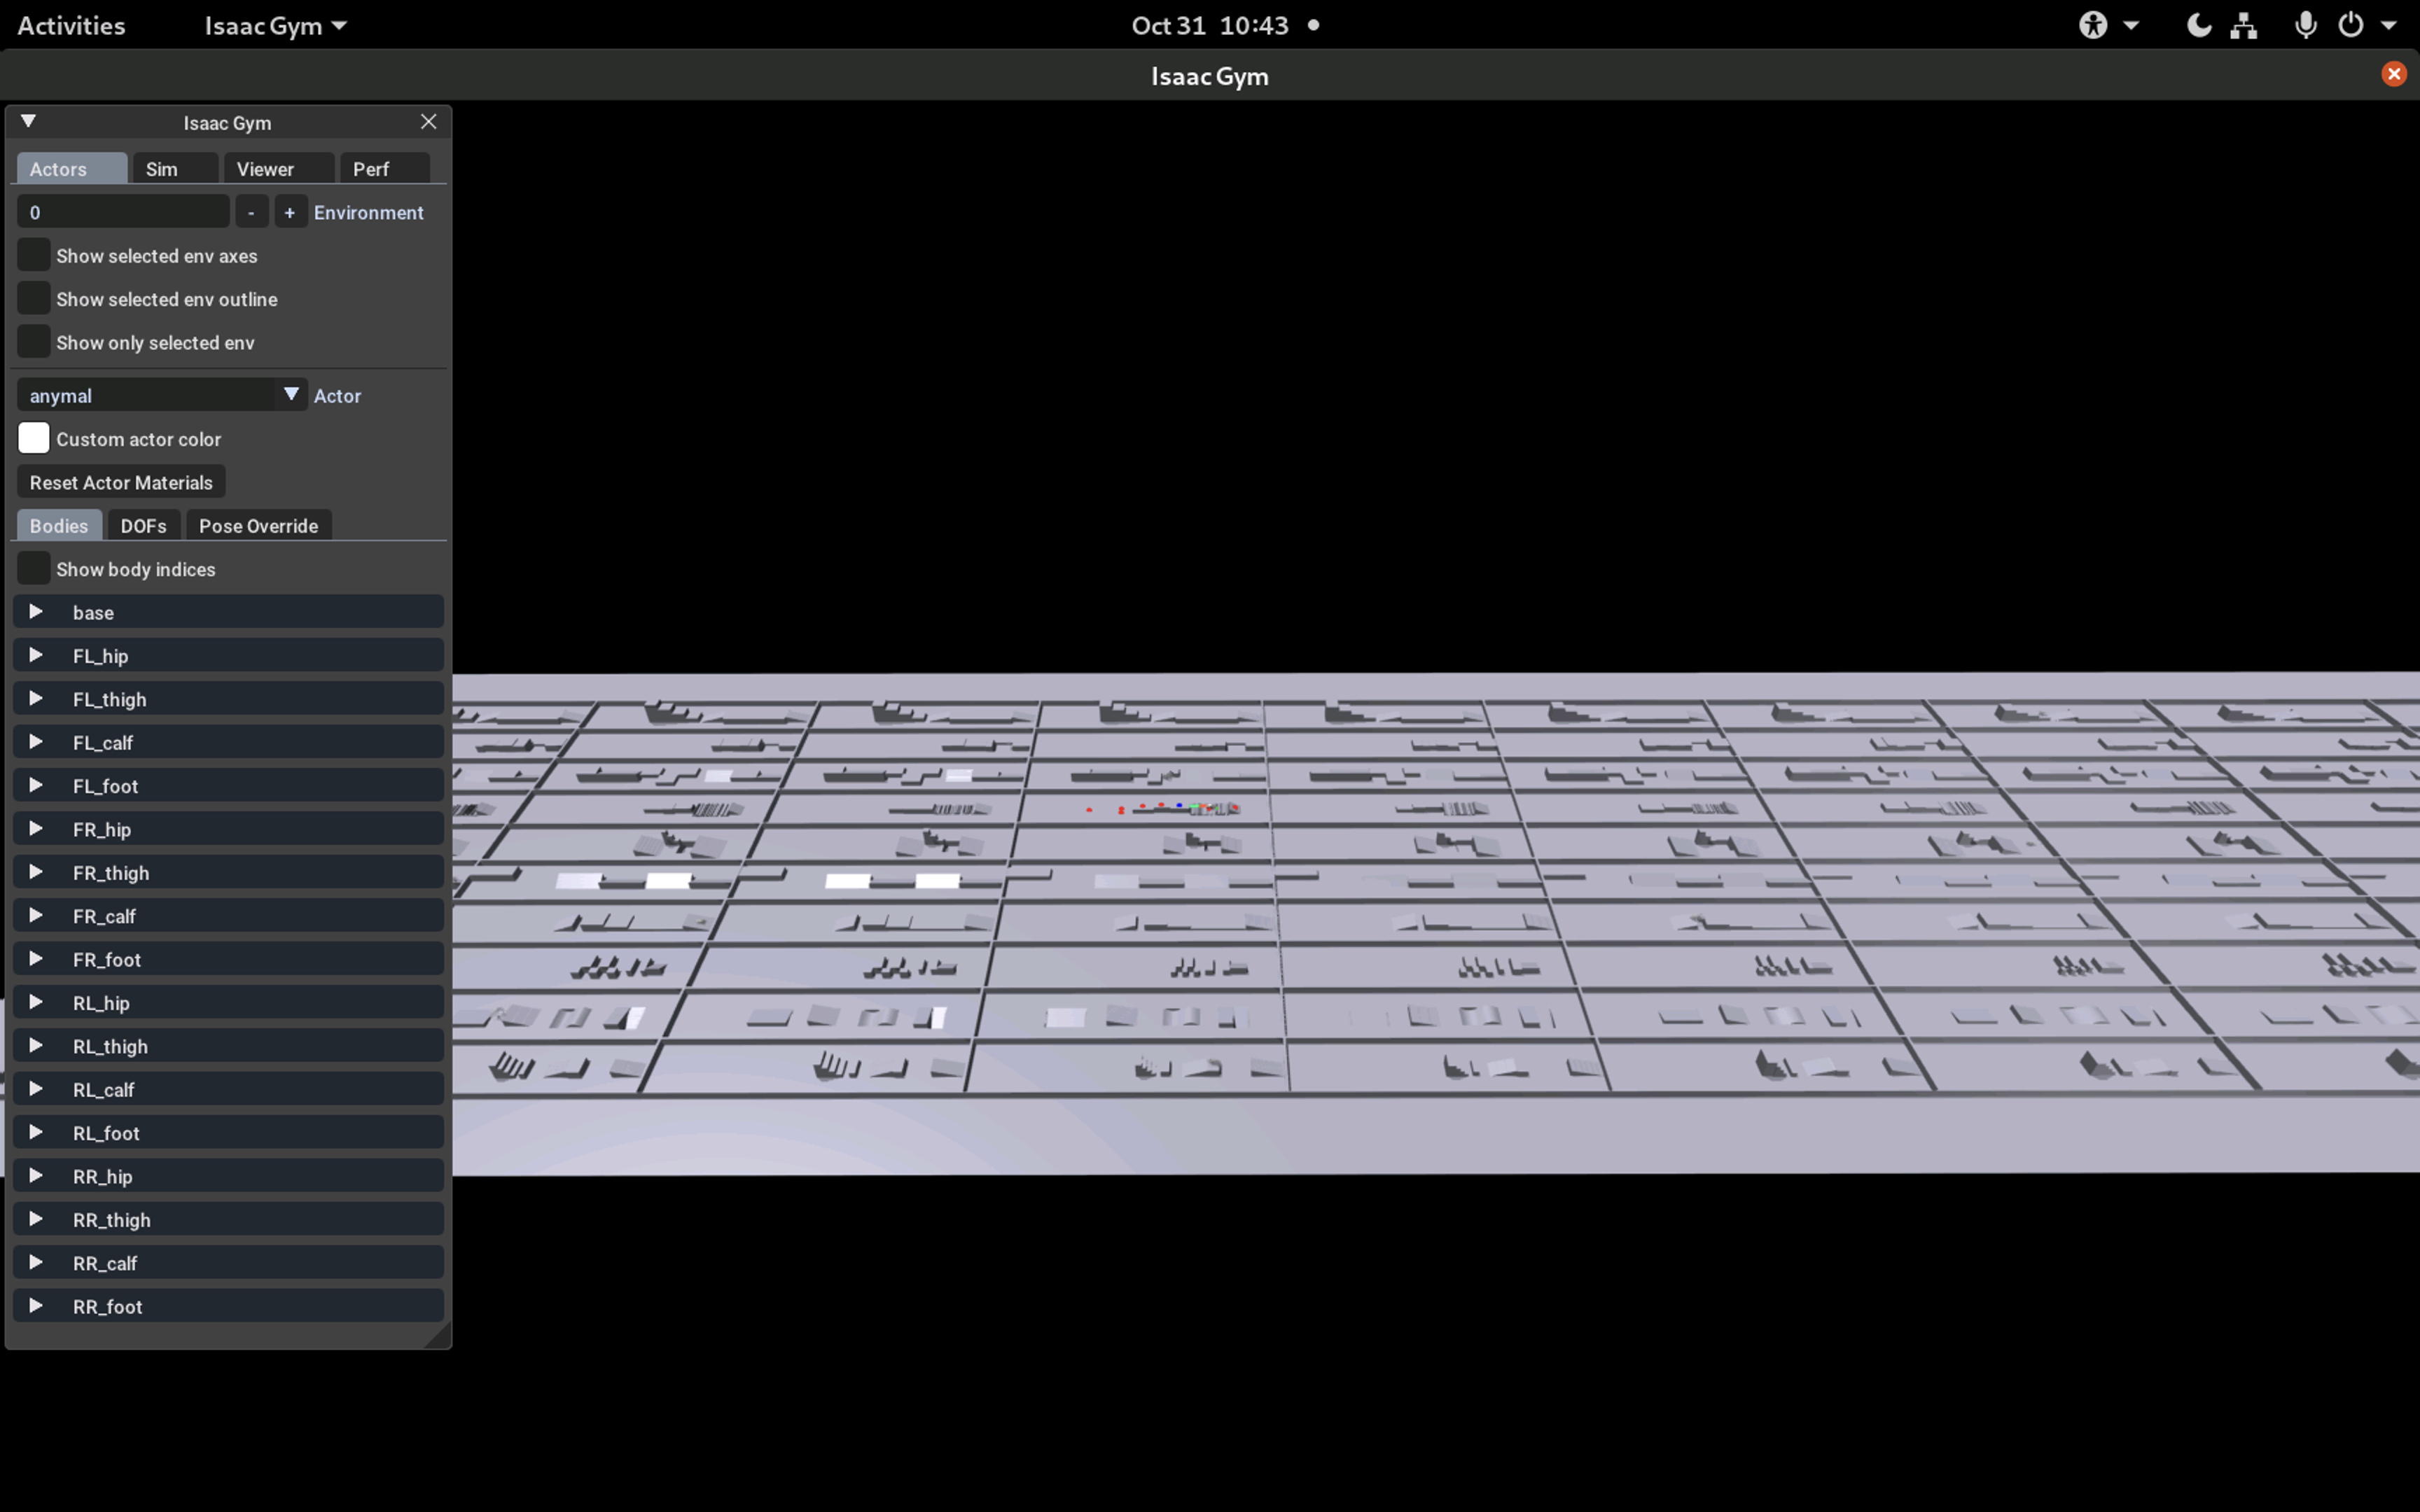 Activities Isaac Gym Oct 31 10:43
Isaac Gym
Isaac Gym
Actors Sim Viewer Perf
0 - + Environment
Show selected env axes
Show selected env outline
Show only selected env
anymal Actor
Custom actor color
Reset Actor Materials
Bodies DOFs Pose Override
Show body indices
base
FL_hip
FL_thigh
FL_calf
FL_foot
FR_hip
FR_thigh
FR_calf
FR_foot
RL_hip
RL_thigh
RL_calf
RL_foot
RR_hip
RR_thigh
RR_calf
RR_foot